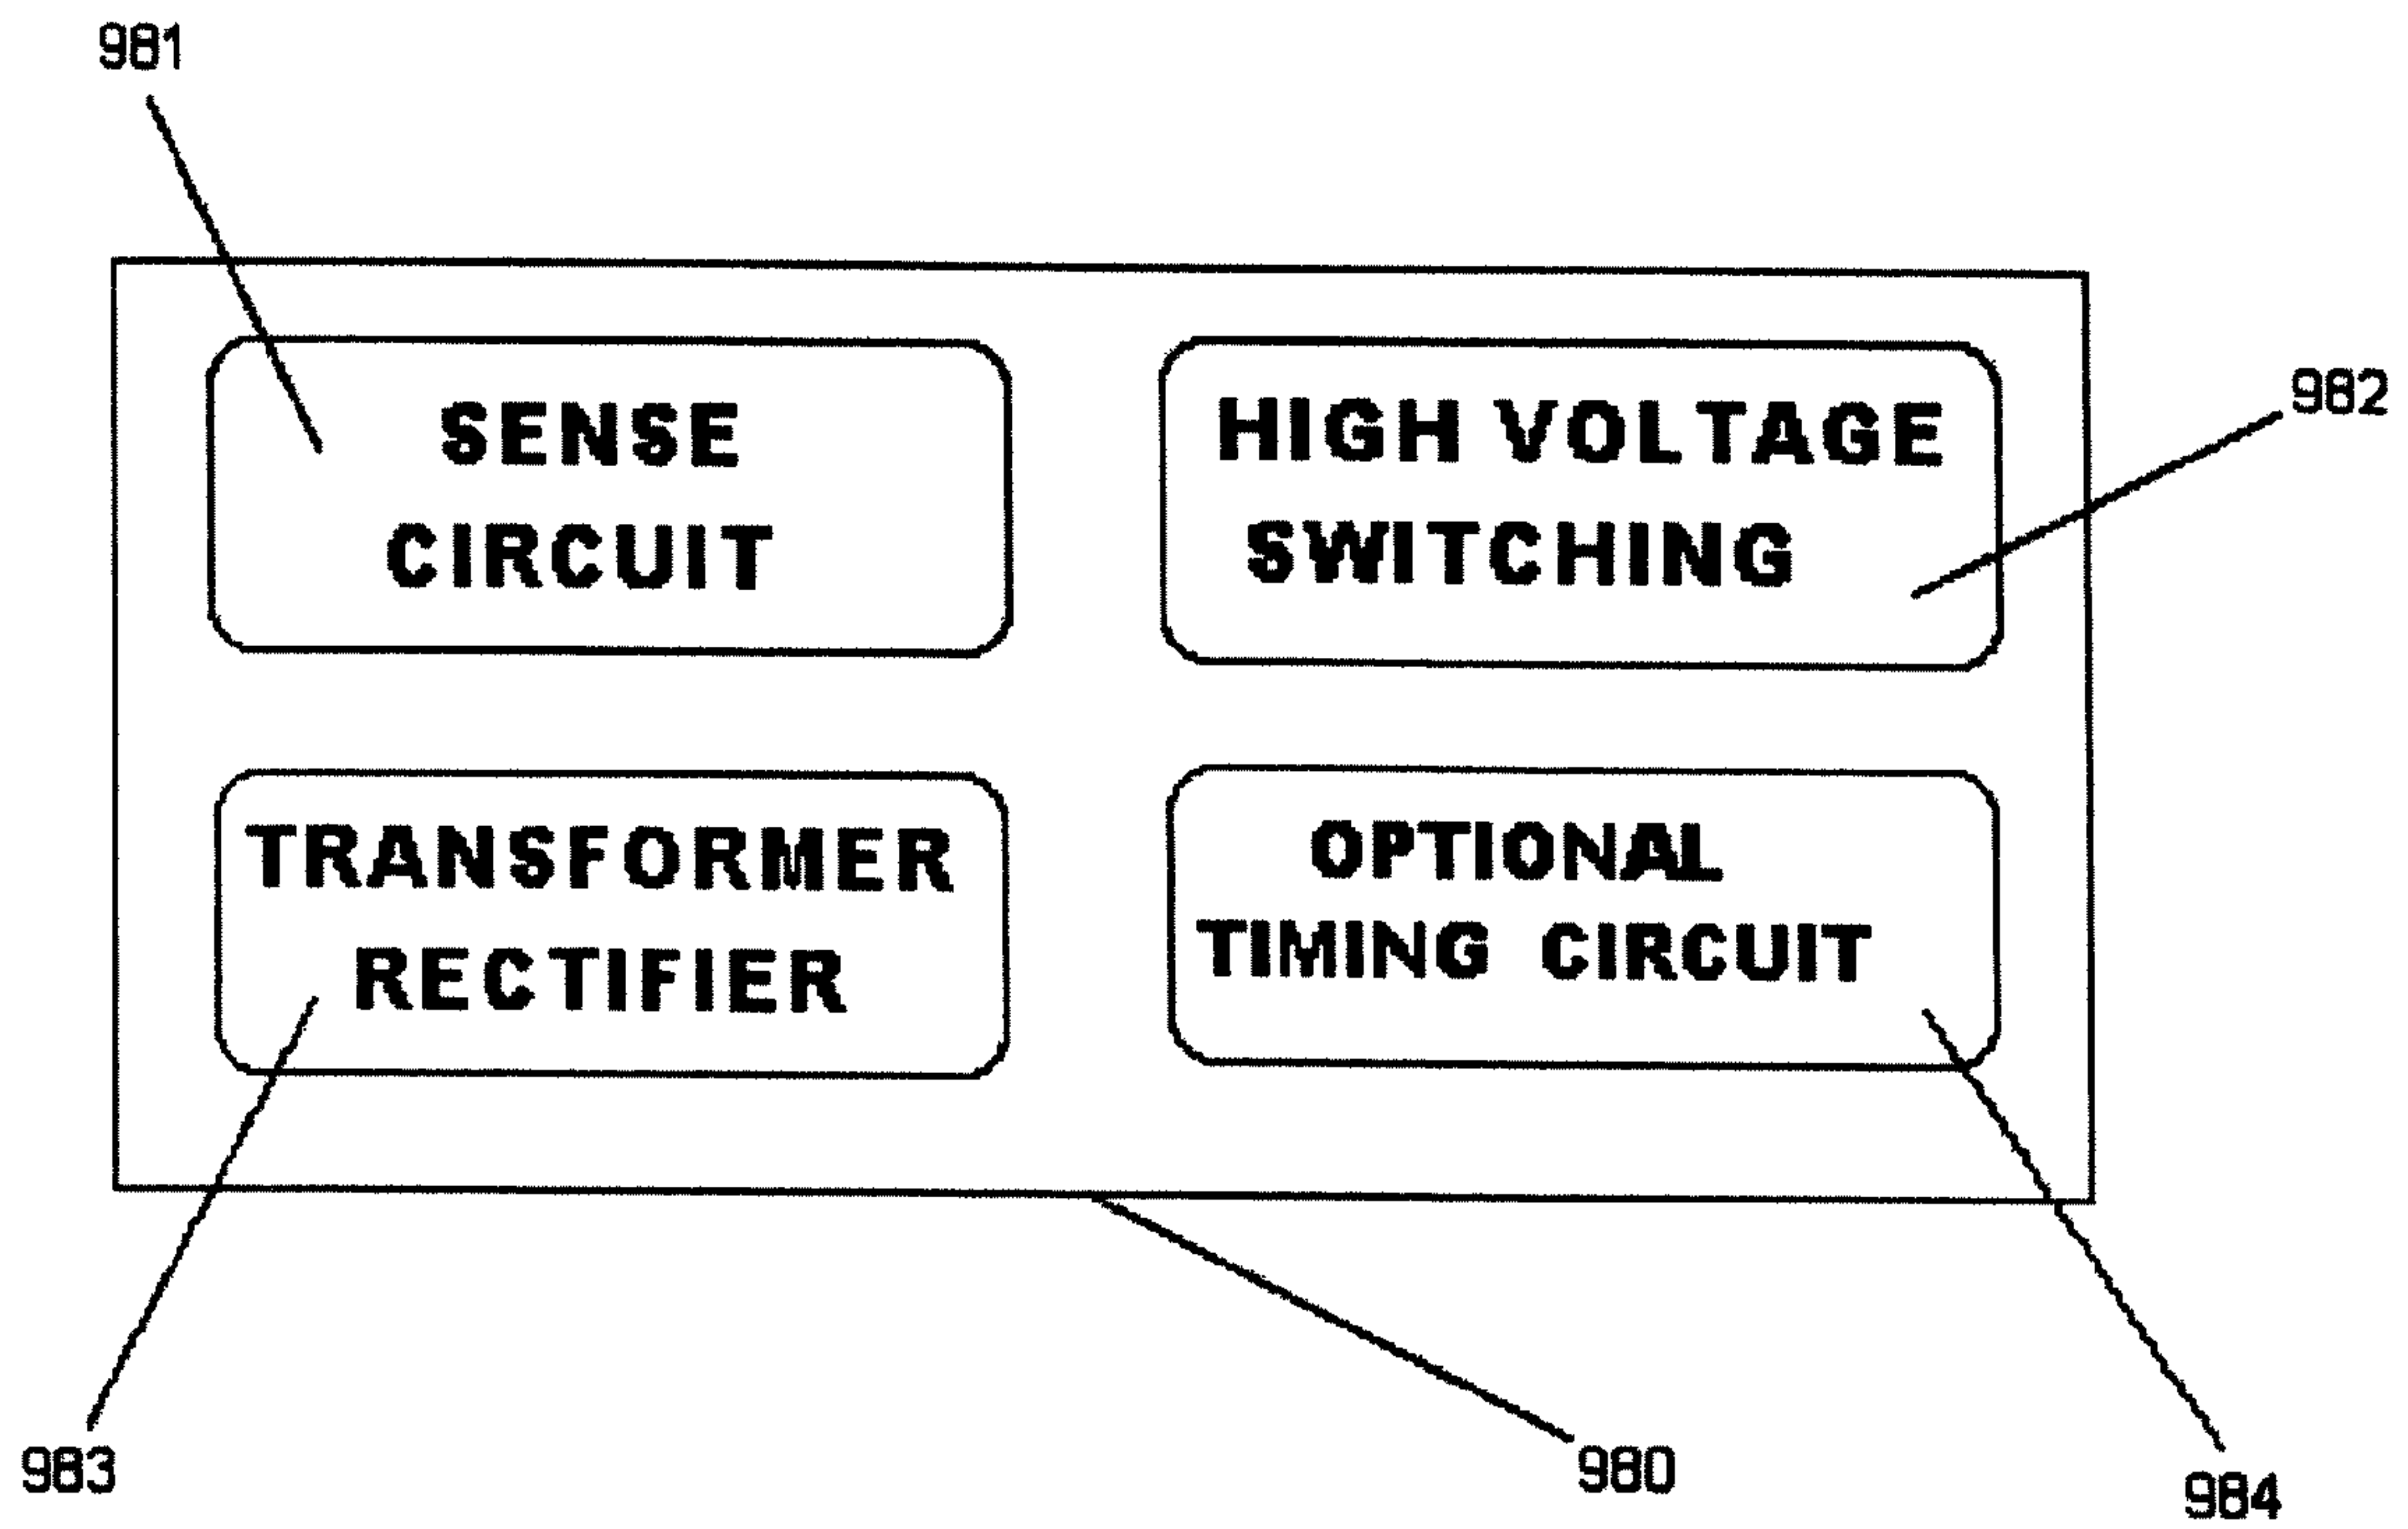 981
SENSE
CIRCUIT
HIGH VOLTAGE
SWITCHING
982
TRANSFORMER
RECTIFIER
OPTIONAL
TIMING CIRCUIT
983
980
984